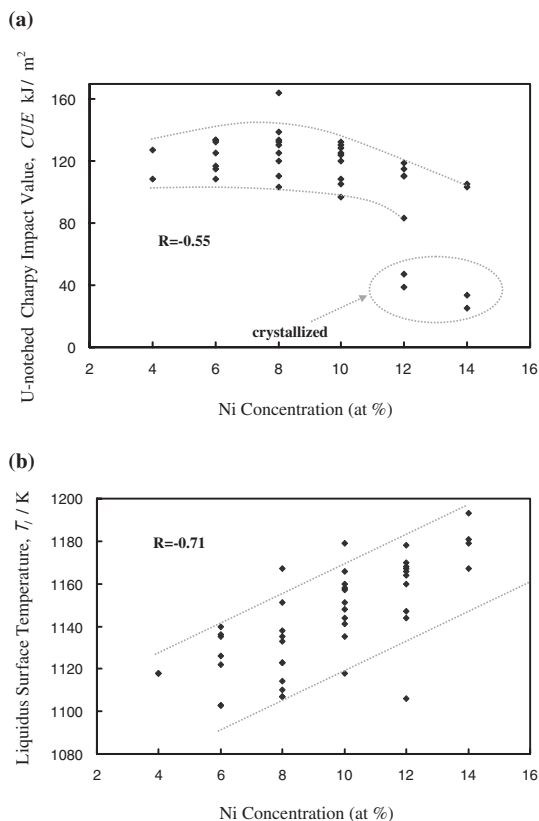 (a)
U-notehed Charpy Impact Value, CUE kJ/ m²
160
120
80
40
0
R=-0.55
crystallized
2 4 6 8 10 12 14 16
Ni Concentration (at %)
(b)
Liquidus Surface Temperature, Tl / K
1200
1180
1160
1140
1120
1100
1080
R=-0.71
2 4 6 8 10 12 14 16
Ni Concentration (at %)